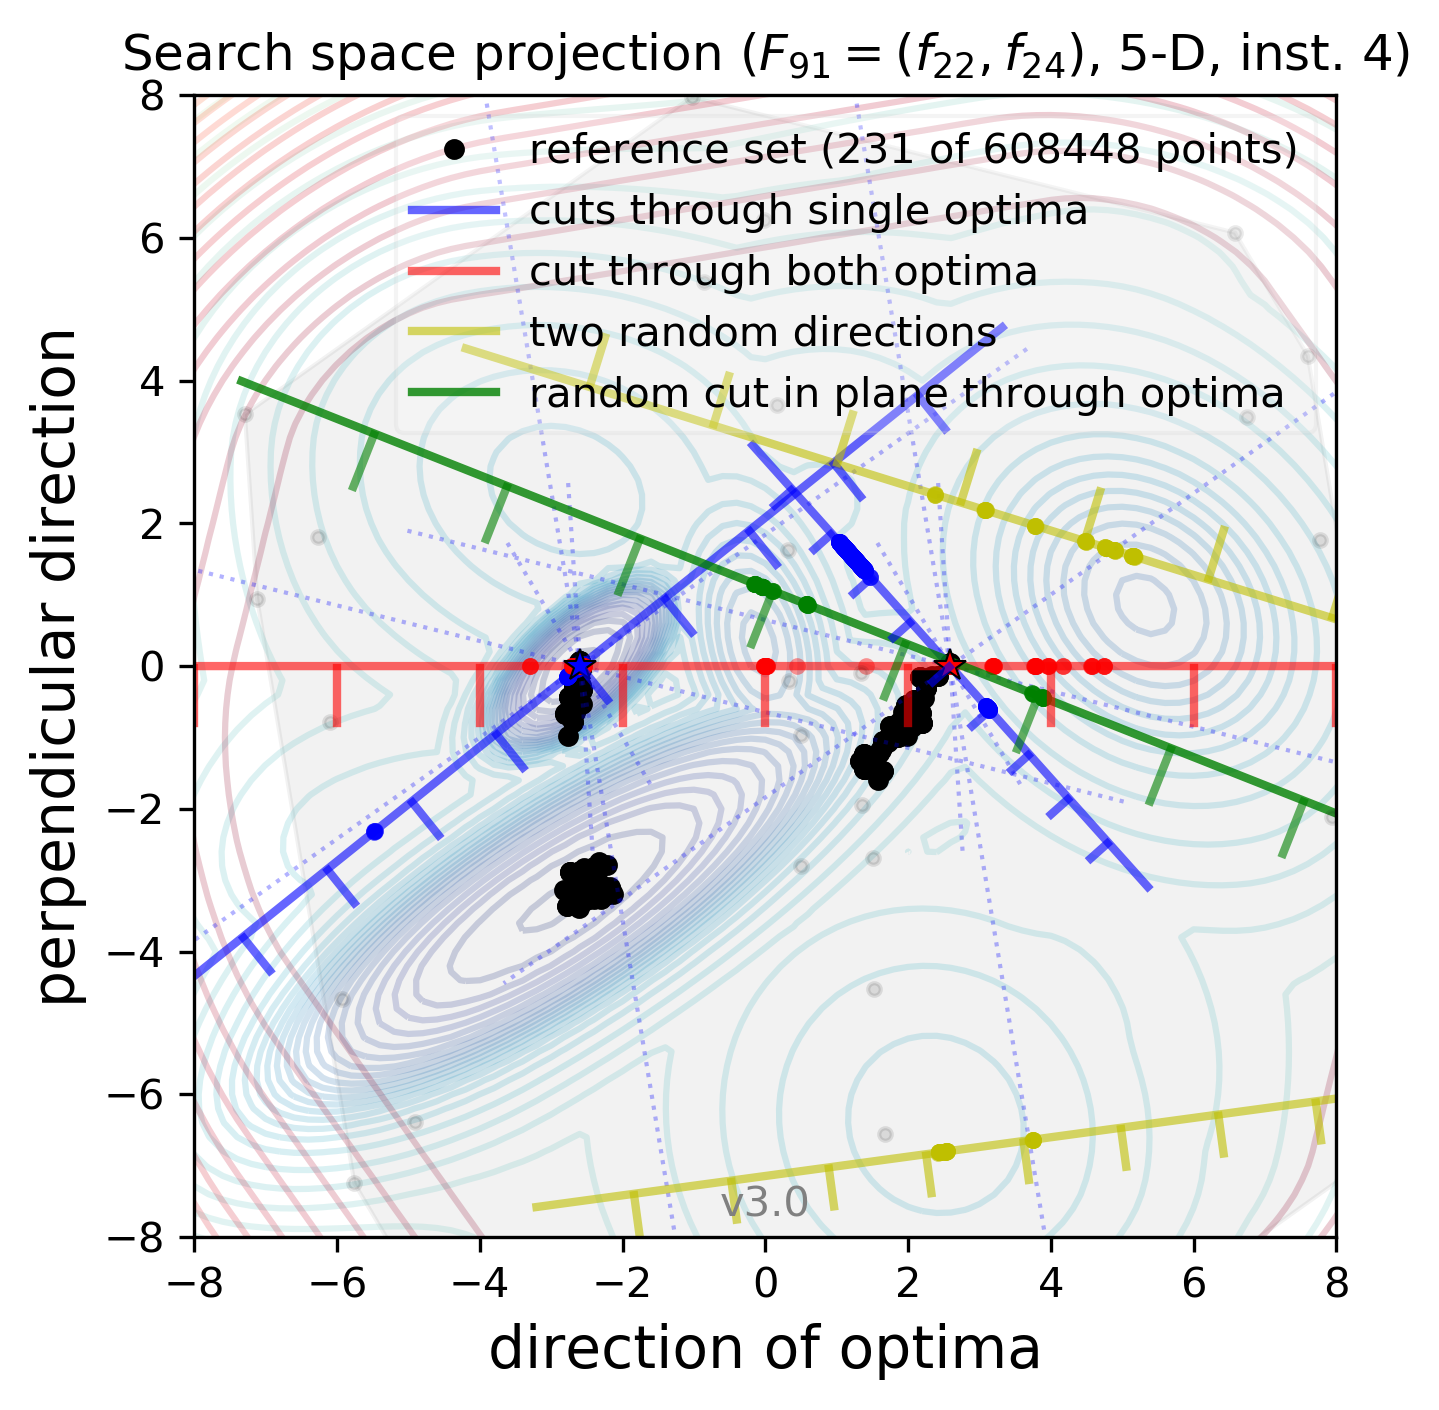 Search space projection (F₉₁ = (f₂₂, f₂₄), 5-D, inst. 4)
reference set (231 of 608448 points)
cuts through single optima
cut through both optima
two random directions
random cut in plane through optima
8
6
4
2
0
−2
−4
−6
−8
perpendicular direction
v3.0
−8 −6 −4 −2 0 2 4 6 8
direction of optima